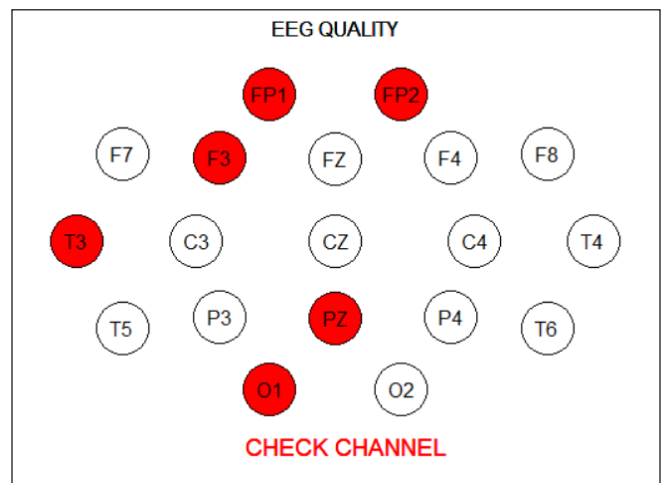 EEG QUALITY
FP1 FP2
F7 F3 FZ F4 F8
T3 C3 CZ C4 T4
T5 P3 PZ P4 T6
O1 O2
CHECK CHANNEL